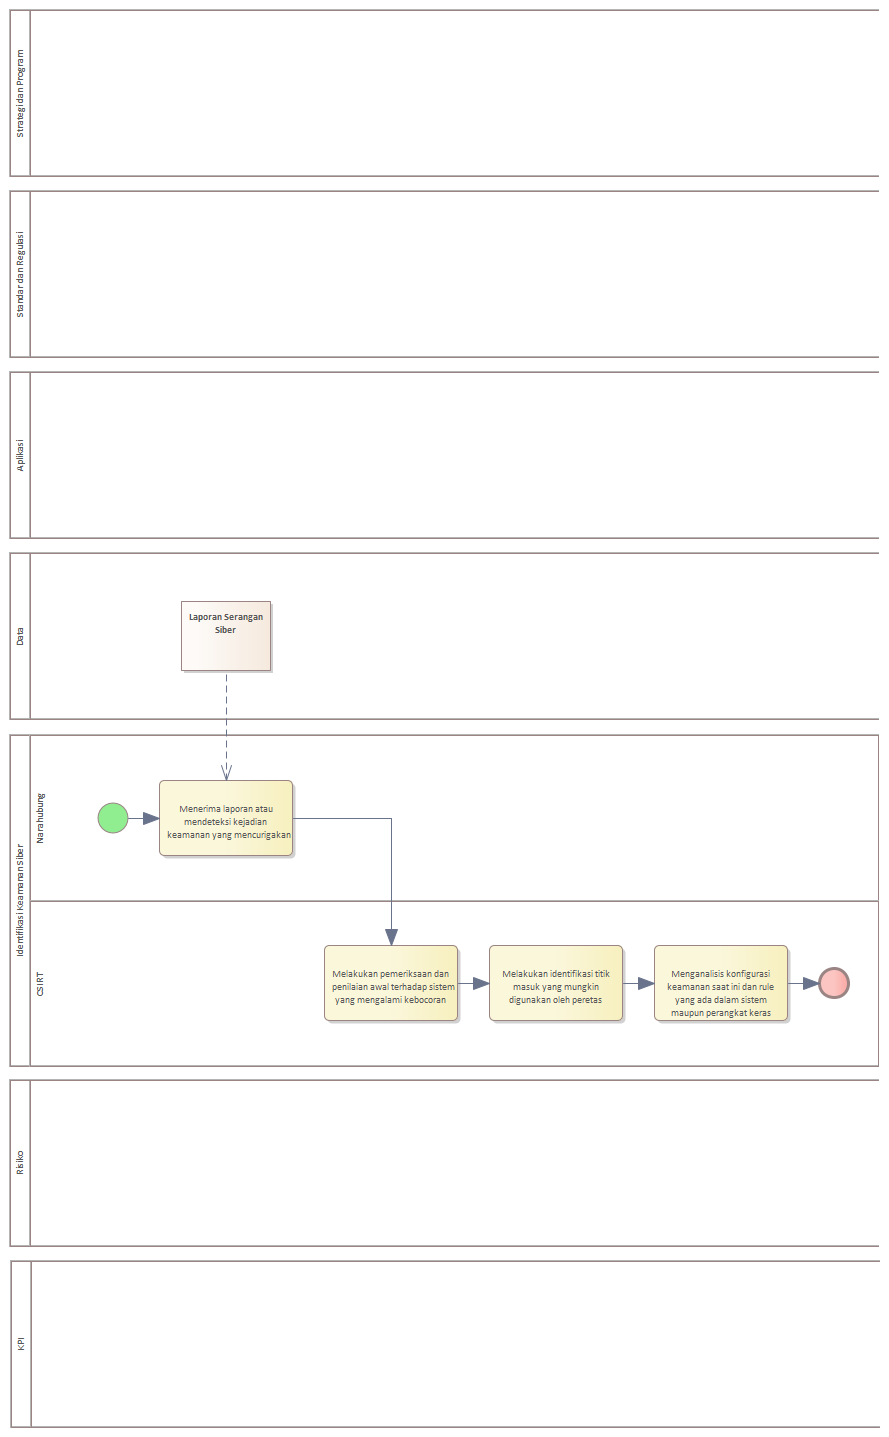 Strategi dan Program
Standar dan Regulasi
Aplikasi
Data
Laporan Serangan
Siber
Identifikasi Keamanan Siber
Narahubung
Menerima laporan atau
mendeteksi kejadian
keamanan yang mencurigakan
CSIRT
Melakukan pemeriksaan dan
penilaian awal terhadap sistem
yang mengalami kebocoran
Melakukan identifikasi titik
masuk yang mungkin
digunakan oleh peretas
Menganalisis konfigurasi
keamanan saat ini dan rule
yang ada dalam sistem
maupun perangkat keras
Risiko
KPI